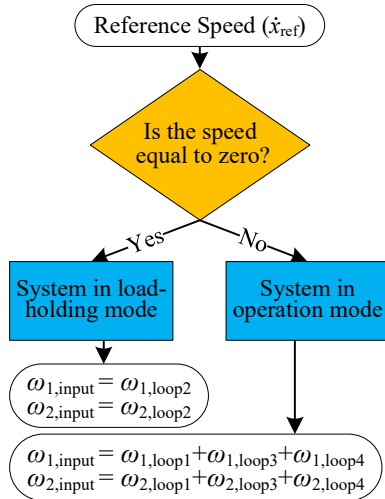 Reference Speed (ẋref)
Is the speed
equal to zero?
Yes
No
System in load-
holding mode
System in
operation mode
ω1,input = ω1,loop2
ω2,input = ω2,loop2
ω1,input = ω1,loop1+ω1,loop3+ω1,loop4
ω2,input = ω2,loop1+ω2,loop3+ω2,loop4